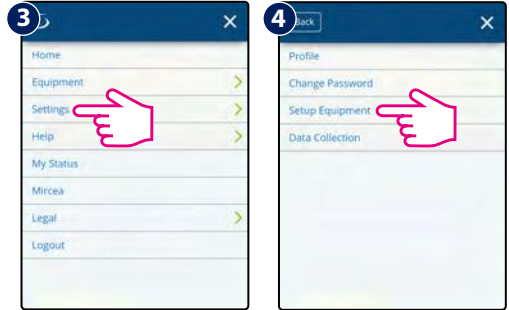 3
Home
Equipment
Settings
Help
My Status
Mircea
Legal
Logout
4
Back
Profile
Change Password
Setup Equipment
Data Collection